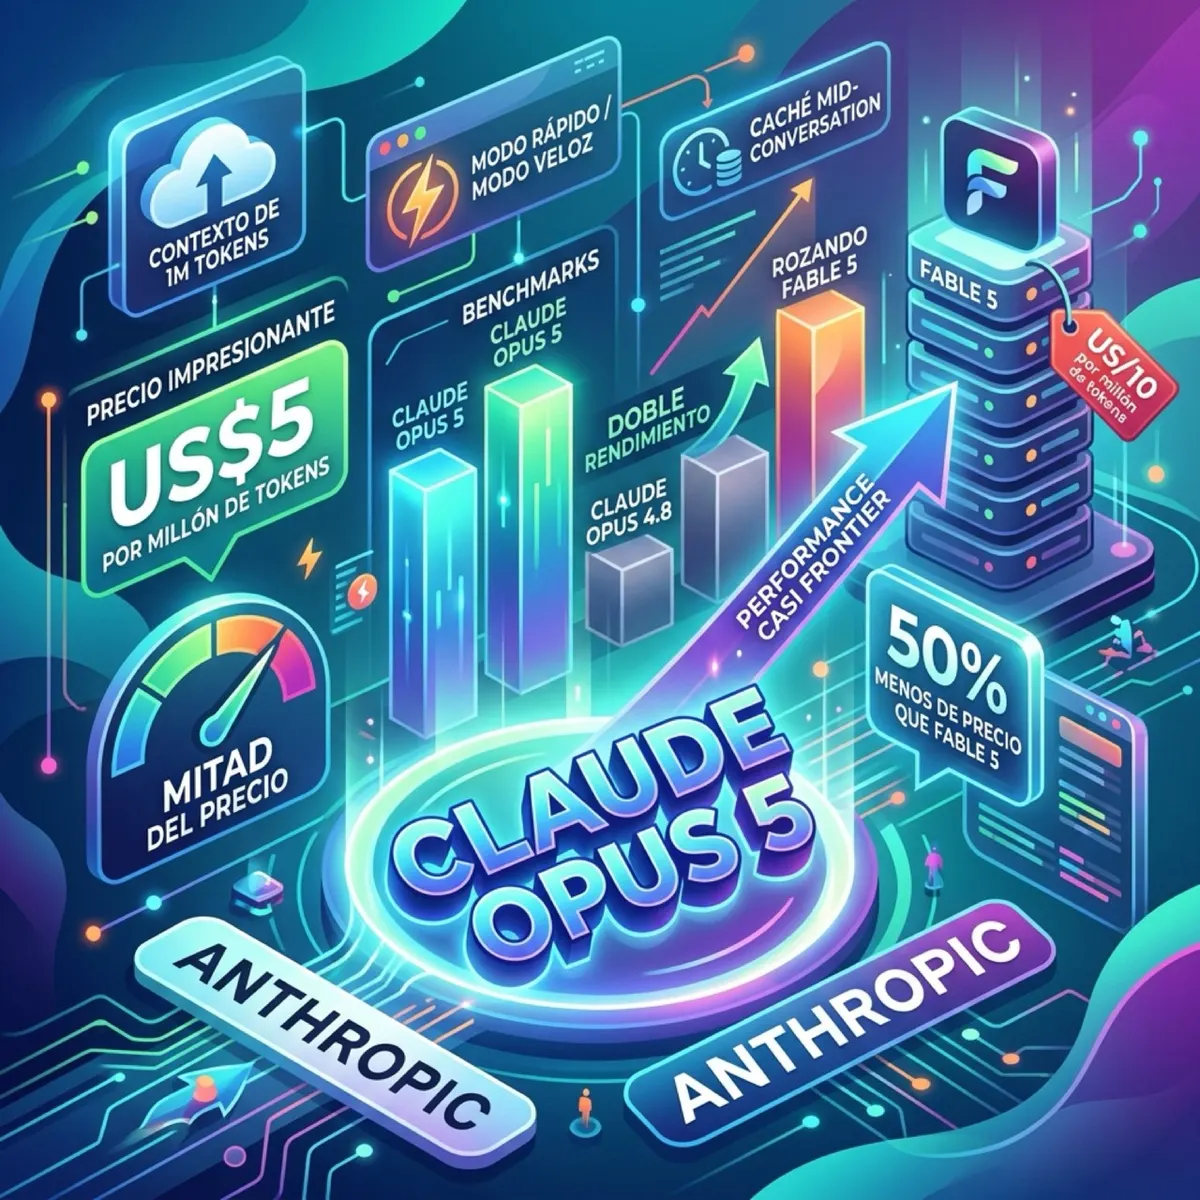 CONTEXTO DE
1M TOKENS
MODO RÁPIDO /
MODO VELOZ
CACHÉ MID-
CONVERSATION
PRECIO IMPRESIONANTE
US$5
POR MILLÓN DE TOKENS
BENCHMARKS
CLAUDE
OPUS 5
CLAUDE
OPUS 5
DOBLE
RENDIMIENTO
CLAUDE
OPUS 4.8
ROZANDO
FABLE 5
F
FABLE 5
US/10
por millón
de tokens
PERFORMANCE
CASI FRONTIER
50%
MENOS DE PRECIO
QUE FABLE 5
MITAD
DEL PRECIO
CLAUDE
OPUS 5
ANTHROPIC
ANTHROPIC